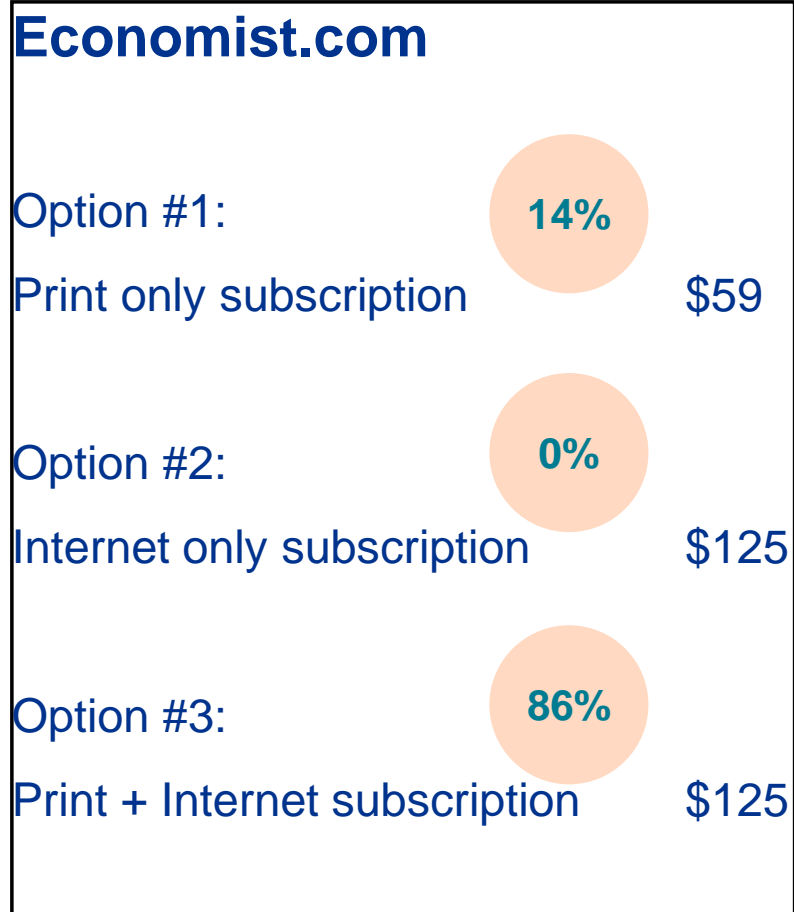 Economist.com
Option #1:
14%
Print only subscription $59
Option #2:
0%
Internet only subscription $125
Option #3:
86%
Print + Internet subscription $125